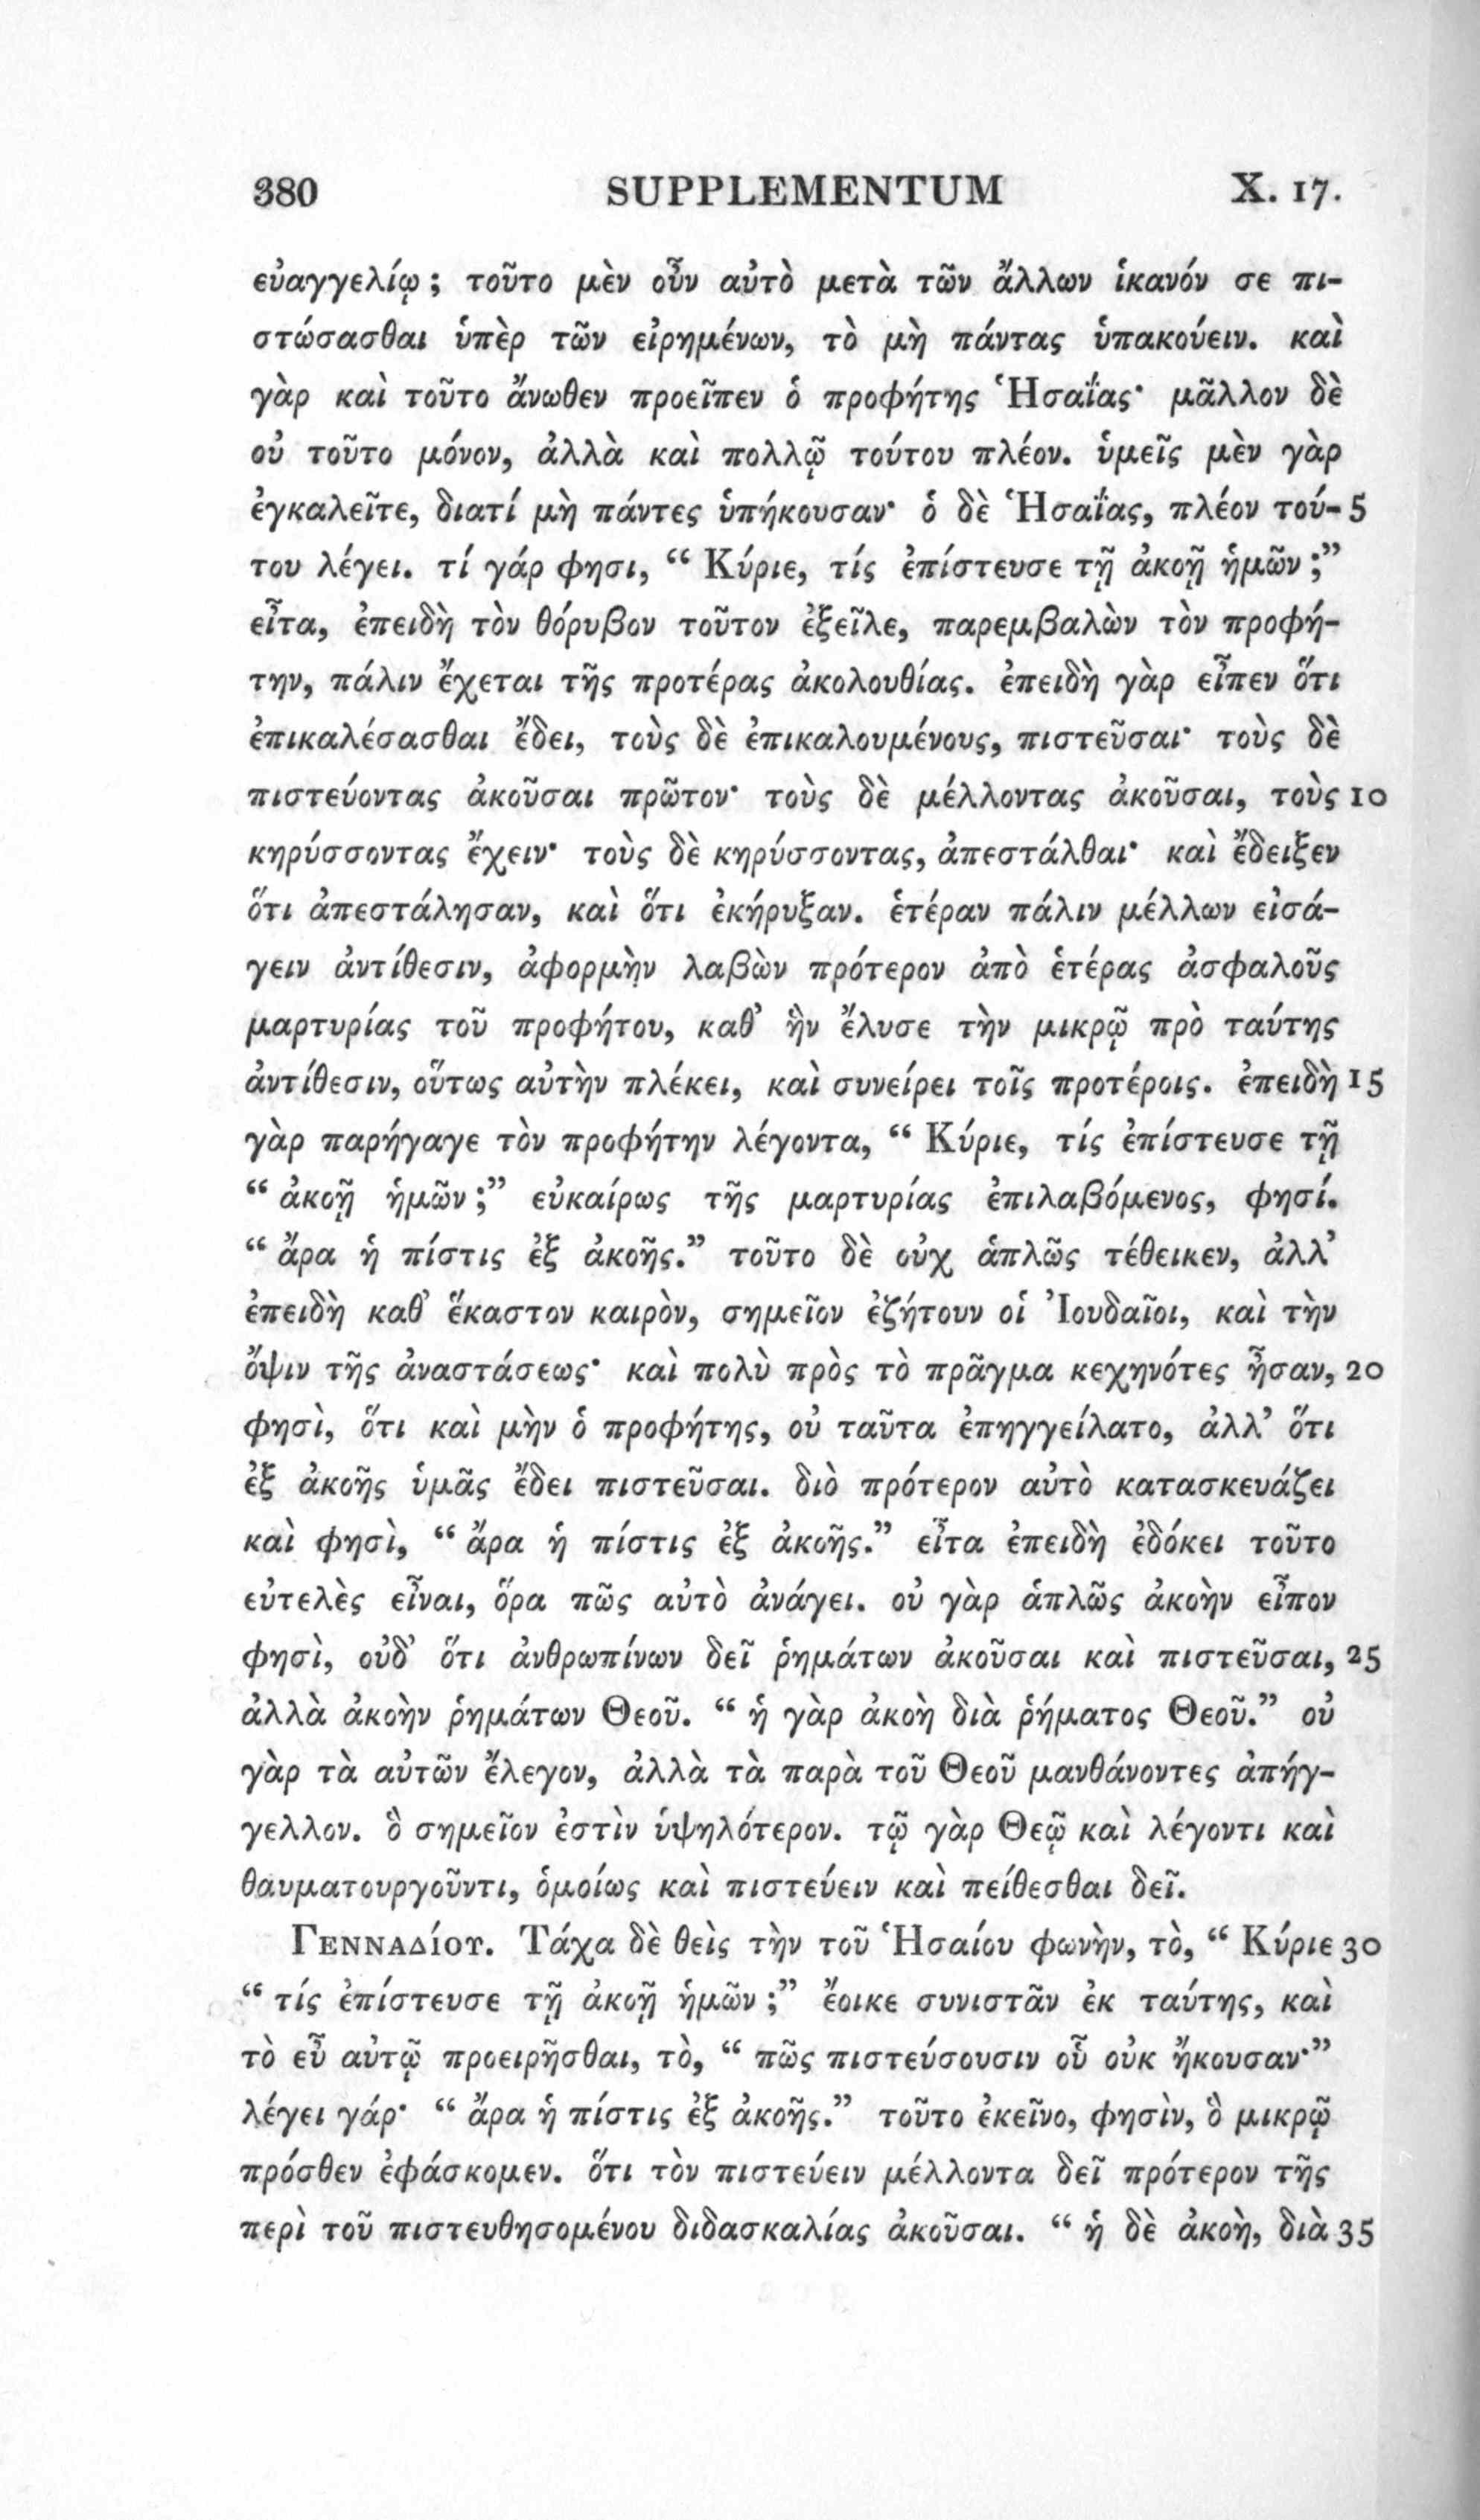 380 SUPPLEMENTUM X. 17.
εὐαγγελίῳ; τοῦτο μὲν οὖν αὐτὸ μετὰ τῶν ἄλλων ἱκανόν σε πι-
στώσασθαι ὑπὲρ τῶν εἰρημένων, τὸ μὴ πάντας ὑπακούειν. καὶ
γὰρ καὶ τοῦτο ἄνωθεν προεῖπεν ὁ προφήτης Ἡσαΐας· μᾶλλον δὲ
οὐ τοῦτο μόνον, ἀλλὰ καὶ πολλῷ τούτου πλέον. ὑμεῖς μὲν γὰρ
ἐγκαλεῖτε, διατί μὴ πάντες ὑπήκουσαν· ὁ δὲ Ἡσαΐας, πλέον τού- 5
του λέγει. τί γάρ φησι, “ Κύριε, τίς ἐπίστευσε τῇ ἀκοῇ ἡμῶν ;”
εἶτα, ἐπειδὴ τὸν θόρυβον τοῦτον ἐξεῖλε, παρεμβαλὼν τὸν προφή-
την, πάλιν ἔχεται τῆς προτέρας ἀκολουθίας. ἐπειδὴ γὰρ εἶπεν ὅτι
ἐπικαλέσασθαι ἔδει, τοὺς δὲ ἐπικαλουμένους, πιστεῦσαι· τοὺς δὲ
πιστεύοντας ἀκοῦσαι πρῶτον· τοὺς δὲ μέλλοντας ἀκοῦσαι, τοὺς 10
κηρύσσοντας ἔχειν· τοὺς δὲ κηρύσσοντας, ἀπεστάλθαι· καὶ ἔδειξεν
ὅτι ἀπεστάλησαν, καὶ ὅτι ἐκήρυξαν. ἑτέραν πάλιν μέλλων εἰσά-
γειν ἀντίθεσιν, ἀφορμὴν λαβὼν πρότερον ἀπὸ ἑτέρας ἀσφαλοῦς
μαρτυρίας τοῦ προφήτου, καθ’ ἣν ἔλυσε τὴν μικρῷ πρὸ ταύτης
ἀντίθεσιν, οὕτως αὐτὴν πλέκει, καὶ συνείρει τοῖς προτέροις. ἐπειδὴ 15
γὰρ παρήγαγε τὸν προφήτην λέγοντα, “ Κύριε, τίς ἐπίστευσε τῇ
“ ἀκοῇ ἡμῶν ;” εὐκαίρως τῆς μαρτυρίας ἐπιλαβόμενος, φησί.
“ ἄρα ἡ πίστις ἐξ ἀκοῆς.” τοῦτο δὲ οὐχ ἁπλῶς τέθεικεν, ἀλλ’
ἐπειδὴ καθ’ ἕκαστον καιρὸν, σημεῖον ἐζήτουν οἱ Ἰουδαῖοι, καὶ τὴν
ὄψιν τῆς ἀναστάσεως· καὶ πολὺ πρὸς τὸ πρᾶγμα κεχηνότες ἦσαν, 20
φησὶ, ὅτι καὶ μὴν ὁ προφήτης, οὐ ταῦτα ἐπηγγείλατο, ἀλλ’ ὅτι
ἐξ ἀκοῆς ὑμᾶς ἔδει πιστεῦσαι. διὸ πρότερον αὐτὸ κατασκευάζει
καὶ φησὶ, “ ἄρα ἡ πίστις ἐξ ἀκοῆς.” εἶτα ἐπειδὴ ἐδόκει τοῦτο
εὐτελὲς εἶναι, ὅρα πῶς αὐτὸ ἀνάγει. οὐ γὰρ ἁπλῶς ἀκοὴν εἶπον
φησὶ, οὐδ’ ὅτι ἀνθρωπίνων δεῖ ῥημάτων ἀκοῦσαι καὶ πιστεῦσαι, 25
ἀλλὰ ἀκοὴν ῥημάτων Θεοῦ. “ ἡ γὰρ ἀκοὴ διὰ ῥήματος Θεοῦ.” οὐ
γὰρ τὰ αὐτῶν ἔλεγον, ἀλλὰ τὰ παρὰ τοῦ Θεοῦ μανθάνοντες ἀπήγ-
γελλον. ὃ σημεῖον ἐστὶν ὑψηλότερον. τῷ γὰρ Θεῷ καὶ λέγοντι καὶ
θαυματουργοῦντι, ὁμοίως καὶ πιστεύειν καὶ πείθεσθαι δεῖ.
ΓΕΝΝΑΔΙΟΥ. Τάχα δὲ θεὶς τὴν τοῦ Ἡσαίου φωνὴν, τὸ, “ Κύριε 30
“ τίς ἐπίστευσε τῇ ἀκοῇ ἡμῶν ;” ἔοικε συνιστᾶν ἐκ ταύτης, καὶ
τὸ εὖ αὐτῷ προειρῆσθαι, τὸ, “ πῶς πιστεύσουσιν οὗ οὐκ ἤκουσαν·”
λέγει γάρ· “ ἄρα ἡ πίστις ἐξ ἀκοῆς.” τοῦτο ἐκεῖνο, φησὶν, ὃ μικρῷ
πρόσθεν ἐφάσκομεν. ὅτι τὸν πιστεύειν μέλλοντα δεῖ πρότερον τῆς
περὶ τοῦ πιστευθησομένου διδασκαλίας ἀκοῦσαι. “ ἡ δὲ ἀκοὴ, διὰ 35